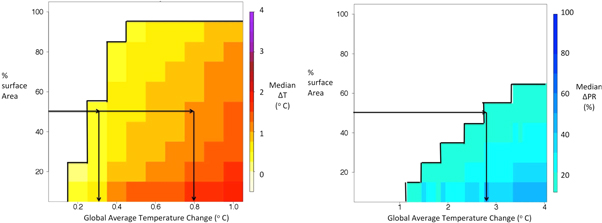 100
80
60
40
20
%
surface
Area
0.2 0.4 0.6 0.8 1.0
Global Average Temperature Change (° C)
4
3
2
1
0
Median
ΔT
(° C)
100
80
60
40
20
%
surface
Area
1 2 3 4
Global Average Temperature Change (° C)
100
80
60
40
20
Median
ΔPR
(%)